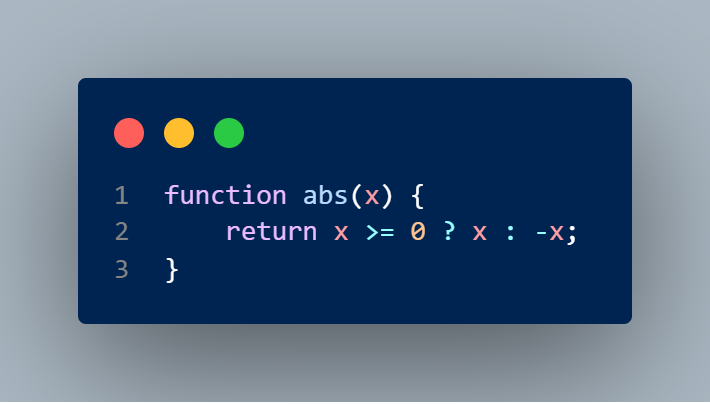 1 function abs(x) {
2     return x >= 0 ? x : -x;
3 }